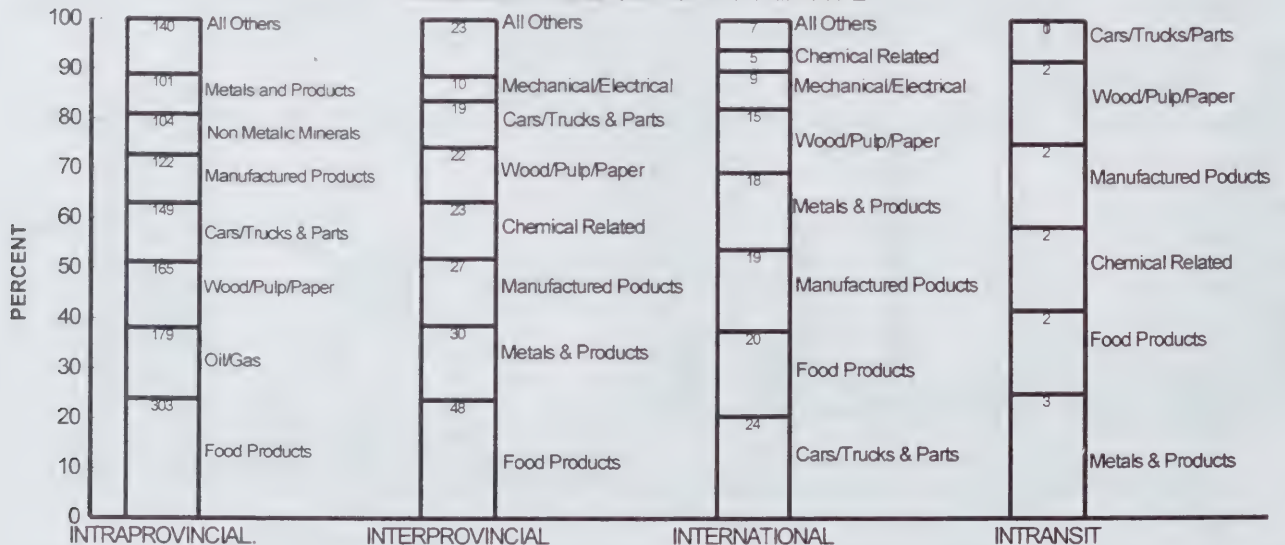 PERCENT
100
90
80
70
60
50
40
30
20
10
0
140 All Others
101 Metals and Products
104 Non Metalic Minerals
122 Manufactured Products
149 Cars/Trucks & Parts
165 Wood/Pulp/Paper
179 Oil/Gas
303 Food Products
INTRAPROVINCIAL.
23 All Others
10 Mechanical/Electrical
19 Cars/Trucks & Parts
22 Wood/Pulp/Paper
23 Chemical Related
27 Manufactured Poducts
30 Metals & Products
48 Food Products
INTERPROVINCIAL
7 All Others
5 Chemical Related
9 Mechanical/Electrical
15 Wood/Pulp/Paper
18 Metals & Products
19 Manufactured Poducts
20 Food Products
24 Cars/Trucks & Parts
INTERNATIONAL
Cars/Trucks/Parts
2 Wood/Pulp/Paper
2 Manufactured Poducts
2 Chemical Related
2 Food Products
3 Metals & Products
INTRANSIT